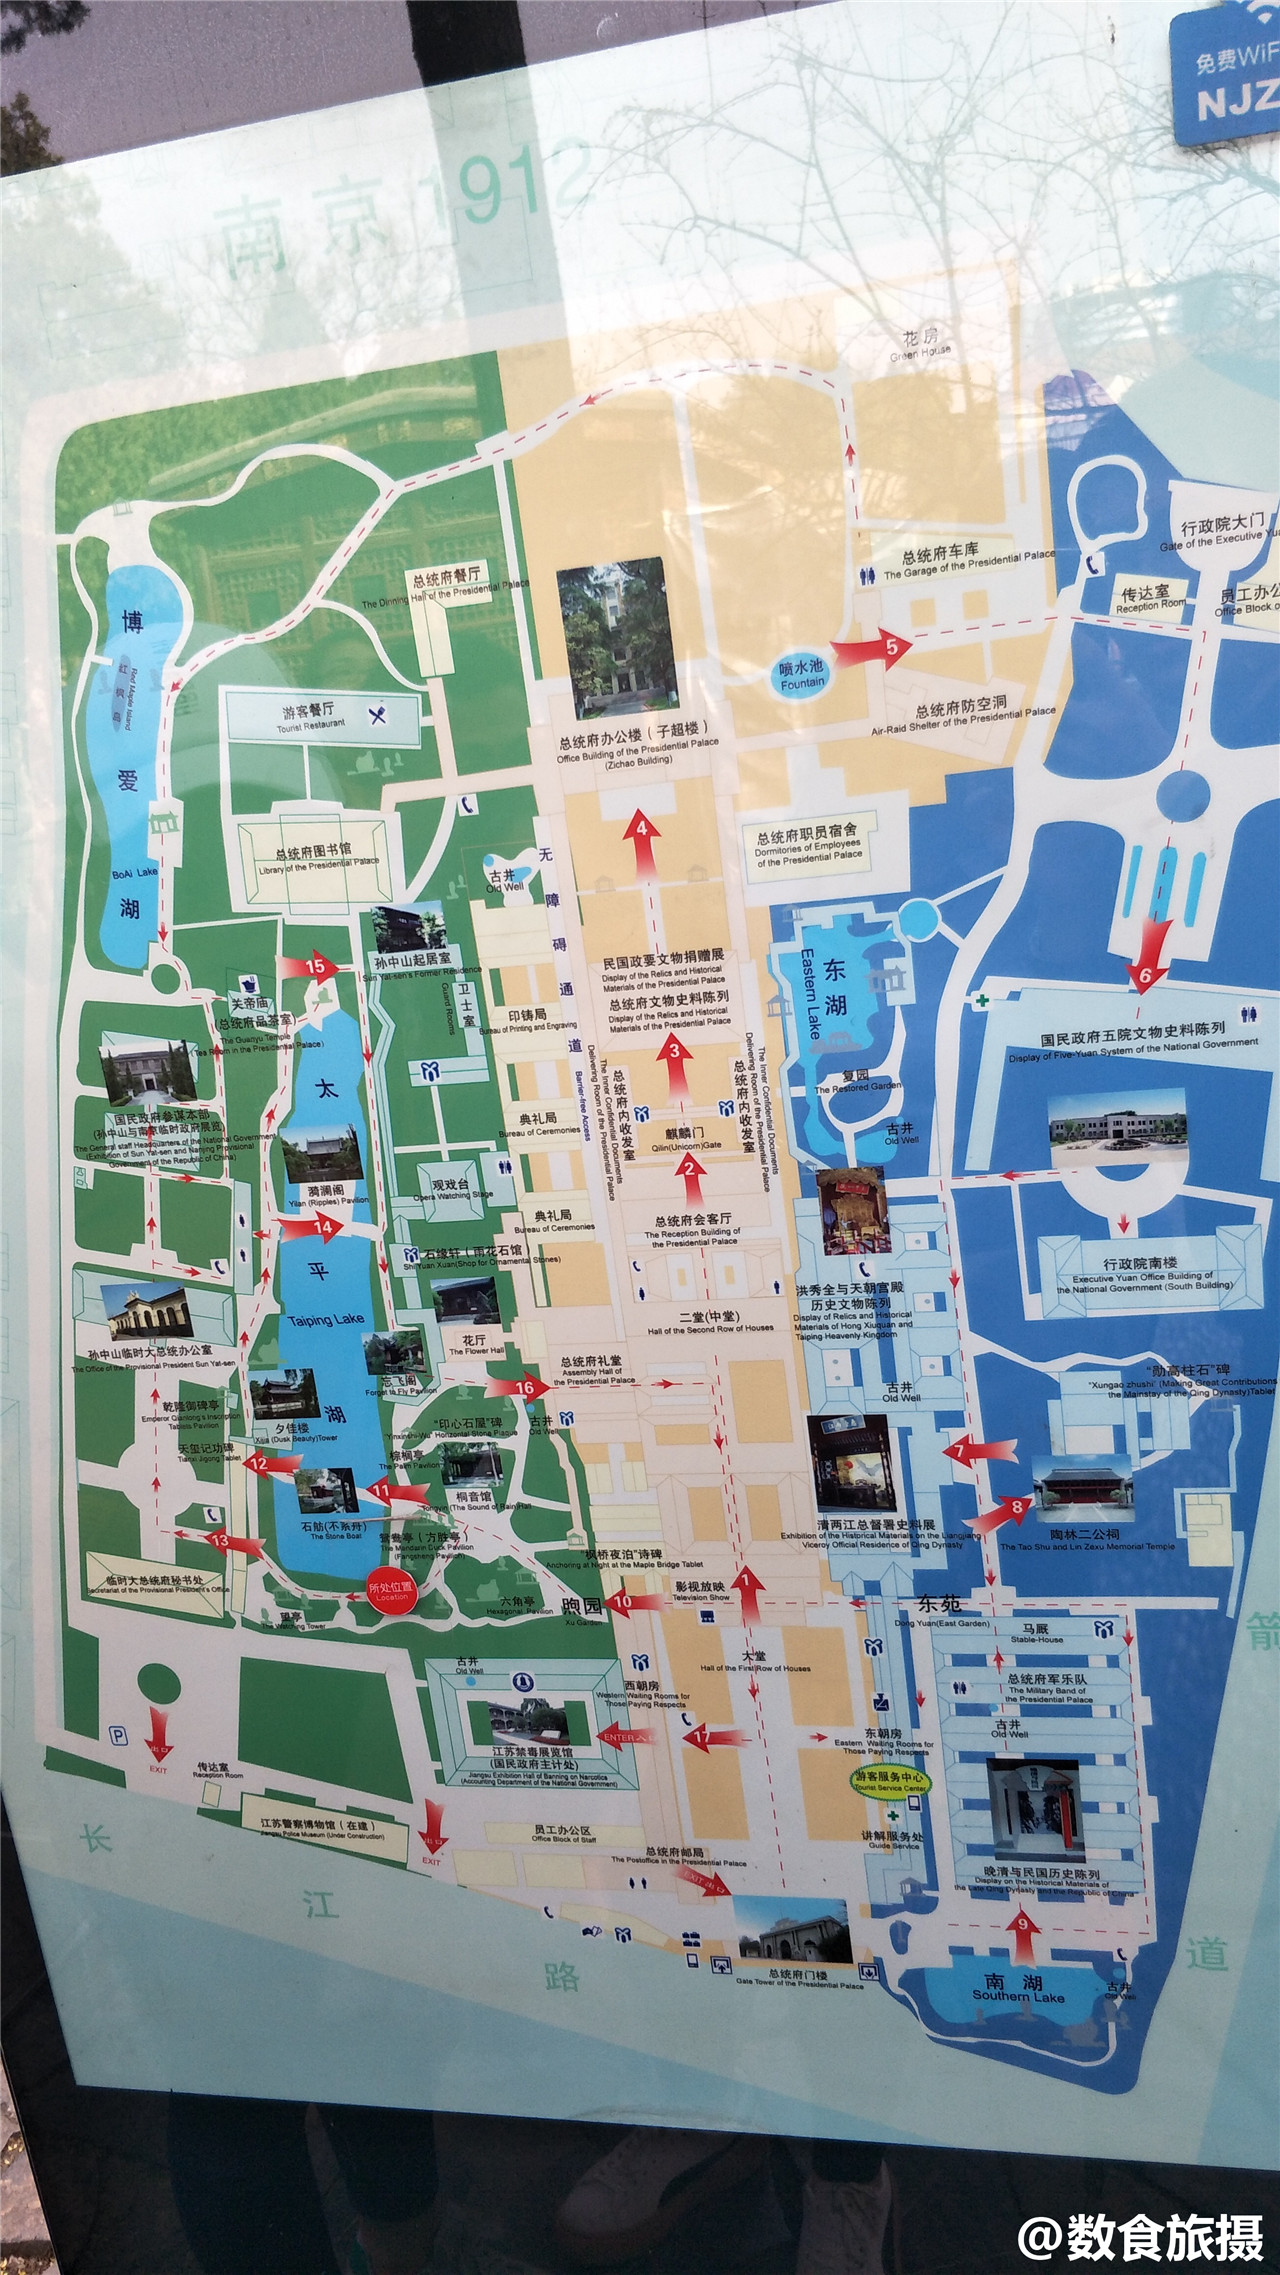 免费WiF
NJZ
南京1912
花房
Green House
行政院大门
Gate of the Executive Yua
总统府车库
The Garage of the Presidential Palace
传达室
Reception Room
员工办公
Office Block o
总统府餐厅
The Dinning Hall of the Presidential Palace
博爱湖
BoAi Lake
红枫岛
Red Maple Island
5
喷水池
Fountain
游客餐厅
Tourist Restaurant
总统府防空洞
Air-Raid Shelter of the Presidential Palace
总统府办公楼（子超楼）
Office Building of the Presidential Palace
(Zichao Building)
4
总统府职员宿舍
Dormitories of Employees
of the Presidential Palace
总统府图书馆
Library of the Presidential Palace
古井
Old Well
无障碍通道
Barrier-free Access
孙中山起居室
Sun Yat-sen's Former Residence
卫士室
Guard Rooms
15
民国政要文物捐赠展
Display of the Relics and Historical
Materials of the Presidential Palace
总统府文物史料陈列
Display of the Relics and Historical
Materials of the Presidential Palace
东湖
Eastern Lake
6
国民政府五院文物史料陈列
Display of Five-Yuan System of the National Government
关帝庙
(总统府品茶室)
The Guanyu Temple
(Tea Room in the Presidential Palace)
印铸局
Bureau of Printing and Engraving
3
总统府内收发室
The Inner Confidential Documents
Delivering Room of the Presidential Palace
总统府内收发室
The Inner Confidential Documents
Delivering Room of the Presidential Palace
复园
The Restored Garden
古井
Old Well
太平湖
Taiping Lake
国民政府参谋本部
(孙中山与南京临时政府展览)
The General staff Headquarters of the National Government
(Exhibition of Sun Yat-sen and Nanjing Provisional
Government of the Republic of China)
典礼局
Bureau of Ceremonies
麒麟门
Qilin(Unicorn)Gate
2
漪澜阁
Yilan (Ripples) Pavilion
观戏台
Opera Watching Stage
典礼局
Bureau of Ceremonies
总统府会客厅
The Reception Building of
the Presidential Palace
14
石缘轩（雨花石馆）
Shi Yuan Xuan(Shop for Ornamental Stones)
洪秀全与天朝宫殿
历史文物陈列
Display of Relics and Historical
Materials of Hong Xiuquan and
Taiping Heavenly Kingdom
行政院南楼
Executive Yuan Office Building of
the National Government (South Building)
二堂(中堂)
Hall of the Second Row of Houses
孙中山临时大总统办公室
The Office of the Provisional President Sun Yat-sen
花厅
The Flower Hall
忘飞阁
Forget to Fly Pavilion
16
总统府礼堂
Assembly Hall of
the Presidential Palace
古井
Old Well
“勋高柱石”碑
"Xungao zhushi" (Making Great Contributions
the Mainstay of the Qing Dynasty)Tablet
乾隆御碑亭
Emperor Qianlong's Inscription
Tablets Pavilion
夕佳楼
Xijia (Dusk Beauty)Tower
“印心石屋”碑
"Yinxinshi-Wu" Horizontal Stone Plaque
古井
Old Well
天玺记功碑
Tianxi Jigong Tablet
12
棕榈亭
The Palm Pavilion
11
桐音馆
Tongyin (The Sound of Rain)Hall
7
8
石舫(不系舟)
The Stone Boat
鸳鸯亭（方胜亭）
The Mandarin Duck Pavilion
(Fangsheng Pavilion)
清两江总督署史料展
Exhibition of the Historical Materials on the Liangjiang
Viceroy Official Residence of Qing Dynasty
陶林二公祠
The Tao Shu and Lin Zexu Memorial Temple
13
临时大总统府秘书处
Secretariat of the Provisional President's Office
所处位置
Location
“枫桥夜泊”诗碑
Anchoring at Night at the Maple Bridge Tablet
1
影视放映
Television Show
望亭
The Watching Tower
六角亭
Hexagonal Pavilion
煦园
Xu Garden
10
东苑
Dong Yuan(East Garden)
箭道
马厩
Stable-House
古井
Old Well
大堂
Hall of the First Row of Houses
西朝房
Western Waiting Rooms for
Those Paying Respects
总统府军乐队
The Military Band of
the Presidential Palace
古井
Old Well
P
出口
EXIT
ENTER 入口
17
东朝房
Eastern Waiting Rooms for
Those Paying Respects
江苏禁毒展览馆
(国民政府主计处)
Jiangsu Exhibition Hall of Banning on Narcotics
(Accounting Department of the National Government)
传达室
Reception Room
游客服务中心
Tourist Service Center
江苏警察博物馆（在建）
Jiangsu Police Museum (Under Construction)
出口
EXIT
员工办公区
Office Block of Staff
讲解服务处
Guide Service
总统府邮局
The Postoffice in the Presidential Palace
EXIT 出口
晚清与民国历史陈列
Display on the Historical Materials of
the Late Qing Dynasty and the Republic of China
9
总统府门楼
Gate Tower of the Presidential Palace
南湖
Southern Lake
古井
Old Well
长江路
@数食旅摄